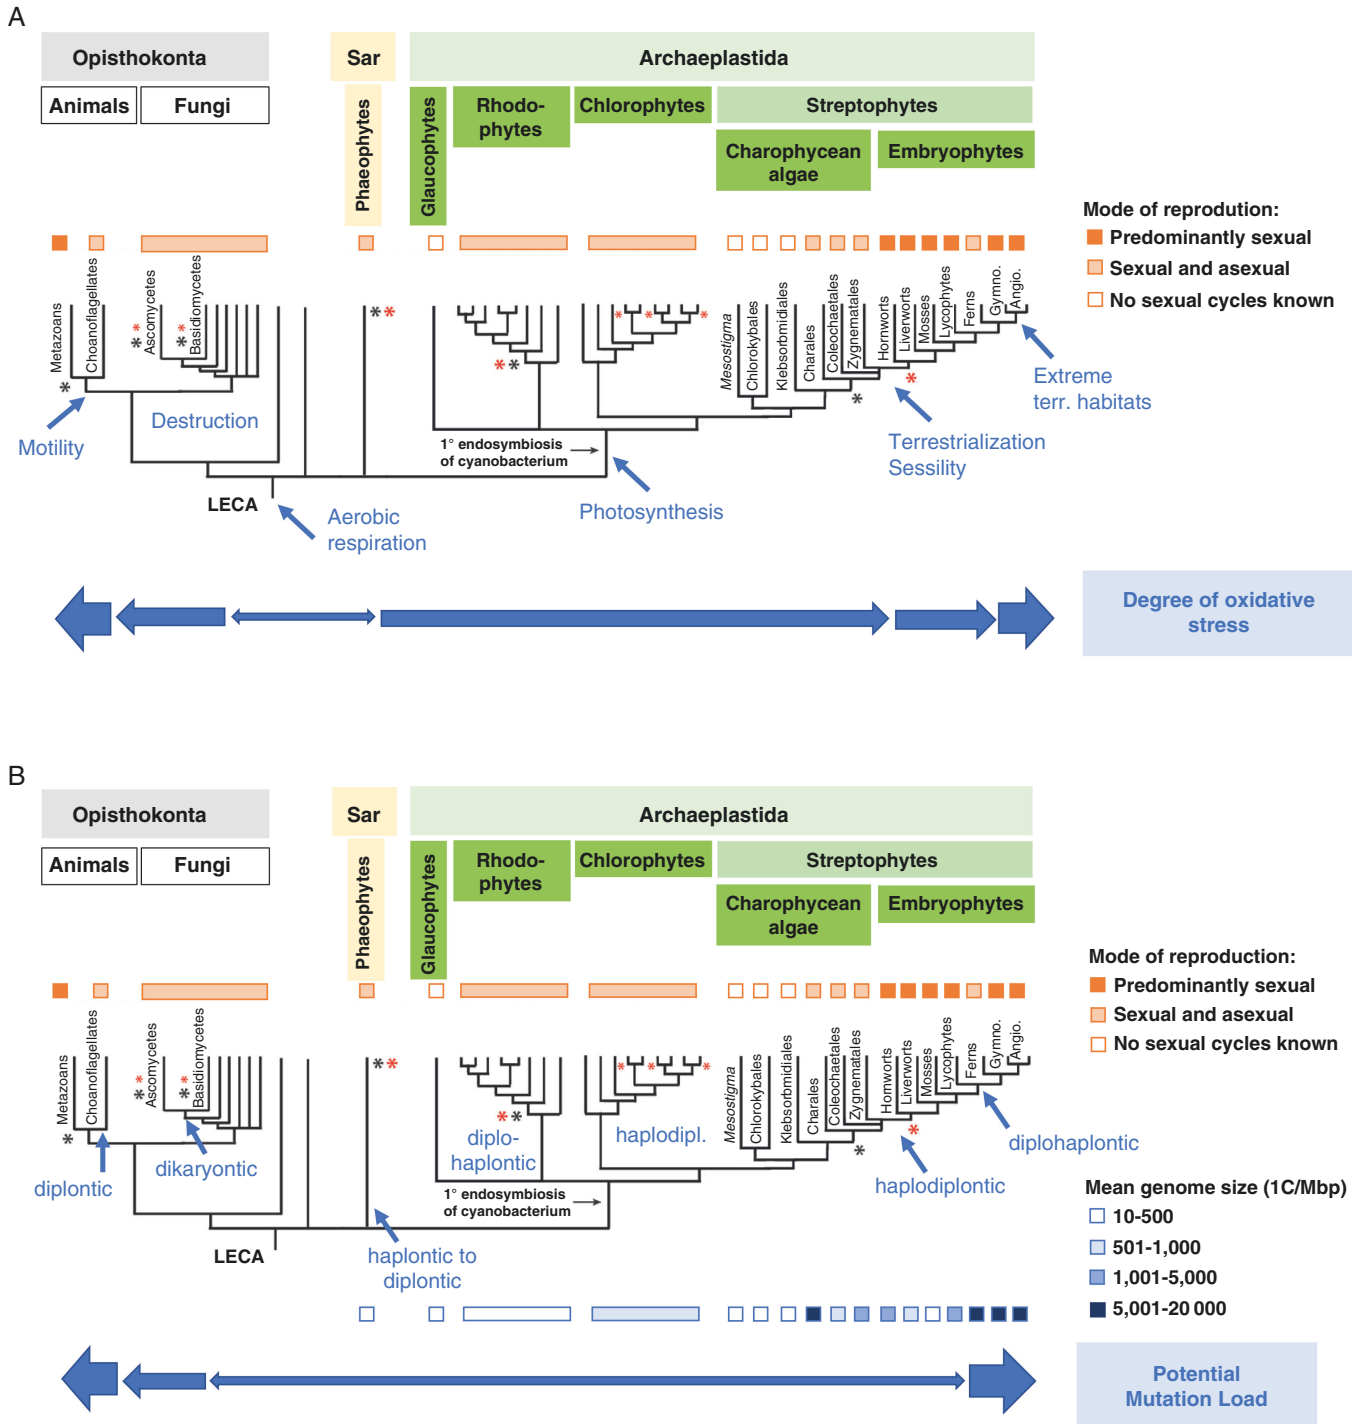 A
Opisthokonta
Sar
Archaeplastida
Animals
Fungi
Phaeophytes
Glaucophytes
Rhodo-
phytes
Chlorophytes
Streptophytes
Charophycean
algae
Embryophytes
Mode of reprodution:
Predominantly sexual
Sexual and asexual
No sexual cycles known
Metazoans
Choanoflagellates
Ascomycetes
**
Basidiomycetes
**
**
*
**
*
*
*
Mesostigma
Chlorokybales
Klebsorbmidiales
Charales
Coleochaetales
Zygnematales
Hornworts
Liverworts
Mosses
Lycophytes
Ferns
Gymno.
Angio.
*
*
*
Motility
Destruction
1° endosymbiosis
of cyanobacterium
Extreme
terr. habitats
Terrestrialization
Sessility
LECA
Aerobic
respiration
Photosynthesis
Degree of oxidative
stress
B
Opisthokonta
Sar
Archaeplastida
Animals
Fungi
Phaeophytes
Glaucophytes
Rhodo-
phytes
Chlorophytes
Streptophytes
Charophycean
algae
Embryophytes
Mode of reproduction:
Predominantly sexual
Sexual and asexual
No sexual cycles known
Metazoans
Choanoflagellates
Ascomycetes
**
Basidiomycetes
**
**
*
**
*
*
*
Mesostigma
Chlorokybales
Klebsorbmidiales
Charales
Coleochaetales
Zygnematales
Hornworts
Liverworts
Mosses
Lycophytes
Ferns
Gymno.
Angio.
*
*
*
diplontic
dikaryontic
diplo-
haplontic
haplodipl.
diplohaplontic
haplodiplontic
1° endosymbiosis
of cyanobacterium
LECA
haplontic to
diplontic
Mean genome size (1C/Mbp)
10-500
501-1,000
1,001-5,000
5,001-20 000
Potential
Mutation Load